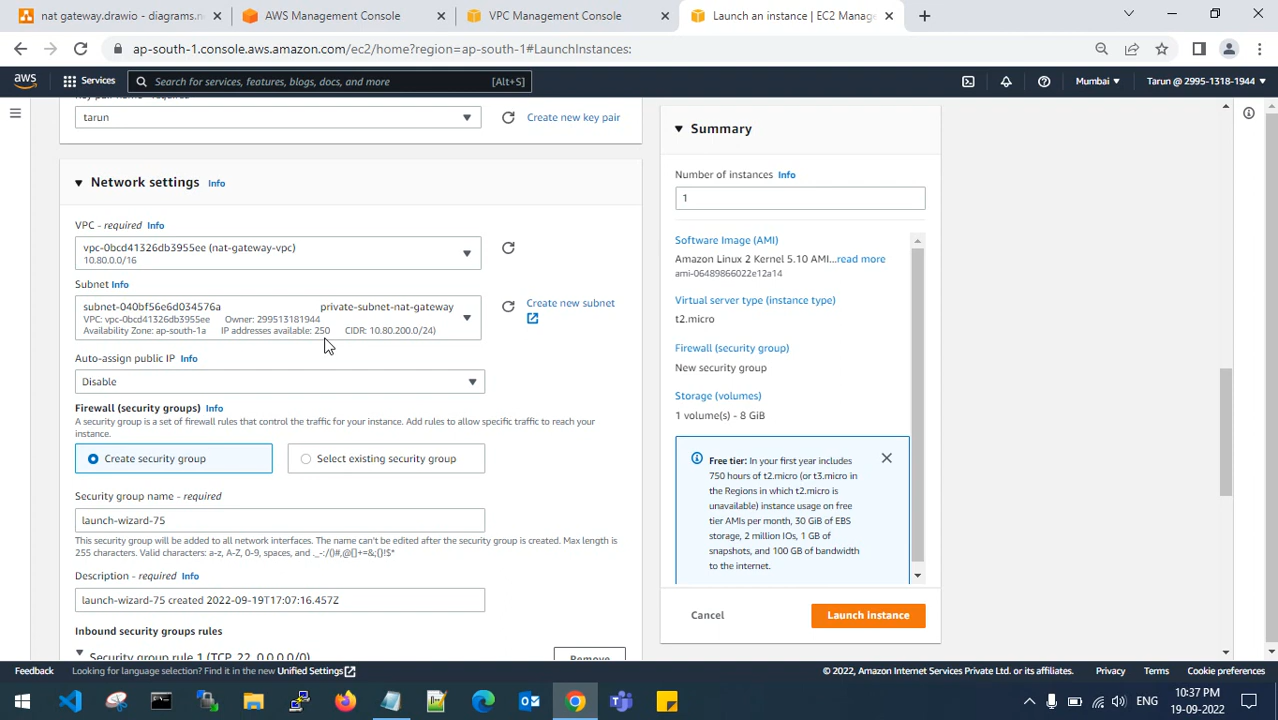 nat gateway.drawio - diagrams.n
AWS Management Console
VPC Management Console
Launch an instance | EC2 Manage
ap-south-1.console.aws.amazon.com/ec2/home?region=ap-south-1#LaunchInstances:
aws
Services
Search for services, features, blogs, docs, and more
[Alt+S]
Mumbai
Tarun @ 2995-1318-1944
tarun
Create new key pair
Network settings Info
VPC - required Info
vpc-0bcd41326db3955ee (nat-gateway-vpc)
10.80.0.0/16
Subnet Info
subnet-040bf56e6d034576a private-subnet-nat-gateway
VPC: vpc-0bcd41326db3955ee Owner: 299513181944
Availability Zone: ap-south-1a IP addresses available: 250 CIDR: 10.80.200.0/24)
Create new subnet
Auto-assign public IP Info
Disable
Firewall (security groups) Info
A security group is a set of firewall rules that control the traffic for your instance. Add rules to allow specific traffic to reach your
instance.
Create security group
Select existing security group
Security group name - required
launch-wizard-75
This security group will be added to all network interfaces. The name can't be edited after the security group is created. Max length is
255 characters. Valid characters: a-z, A-Z, 0-9, spaces, and ._-:/()#,@[]+=&;{}!$*
Description - required Info
launch-wizard-75 created 2022-09-19T17:07:16.457Z
Inbound security groups rules
Security group rule 1 (TCP, 22, 0.0.0.0/0)
Remove
Summary
Number of instances Info
1
Software Image (AMI)
Amazon Linux 2 Kernel 5.10 AMI...read more
ami-06489866022e12a14
Virtual server type (instance type)
t2.micro
Firewall (security group)
New security group
Storage (volumes)
1 volume(s) - 8 GiB
Free tier: In your first year includes
750 hours of t2.micro (or t3.micro in
the Regions in which t2.micro is
unavailable) instance usage on free
tier AMIs per month, 30 GiB of EBS
storage, 2 million IOs, 1 GB of
snapshots, and 100 GB of bandwidth
to the internet.
Cancel
Launch instance
Feedback
Looking for language selection? Find it in the new Unified Settings
© 2022, Amazon Internet Services Private Ltd. or its affiliates.
Privacy
Terms
Cookie preferences
ENG
10:37 PM
19-09-2022